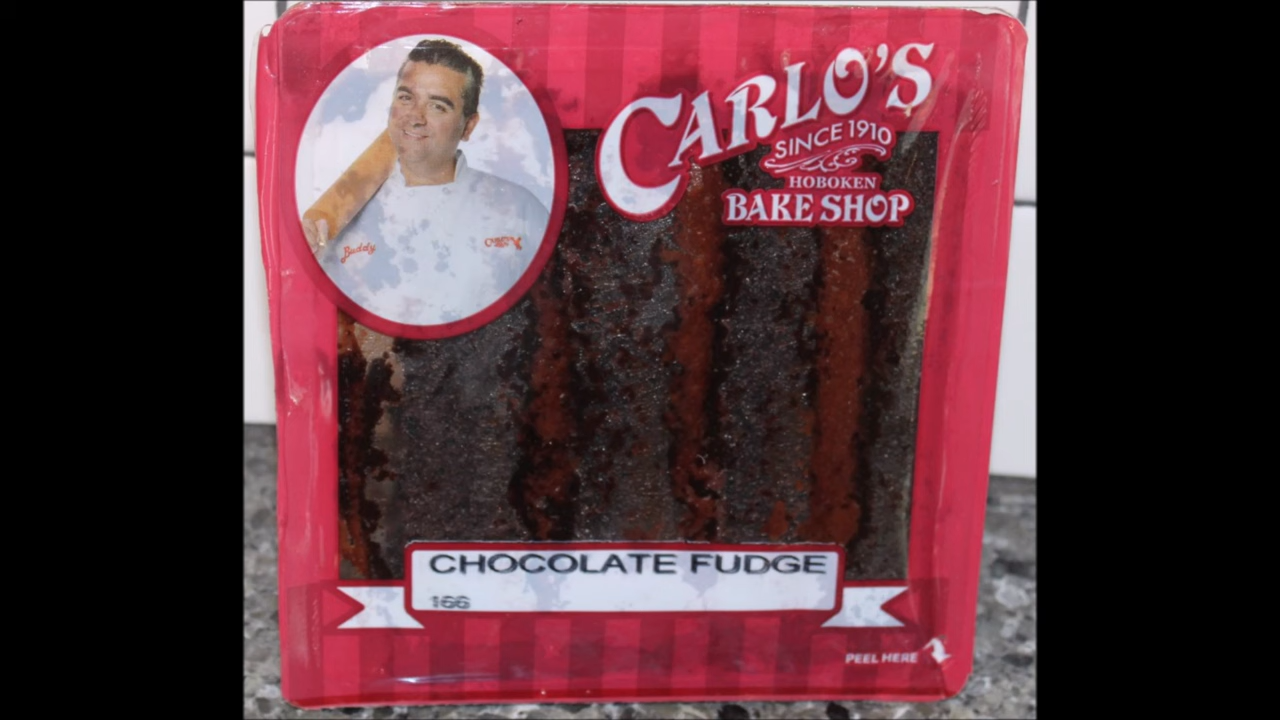 CARLO'S
SINCE 1910
HOBOKEN
BAKE SHOP
Buddy
CHOCOLATE FUDGE
166
PEEL HERE